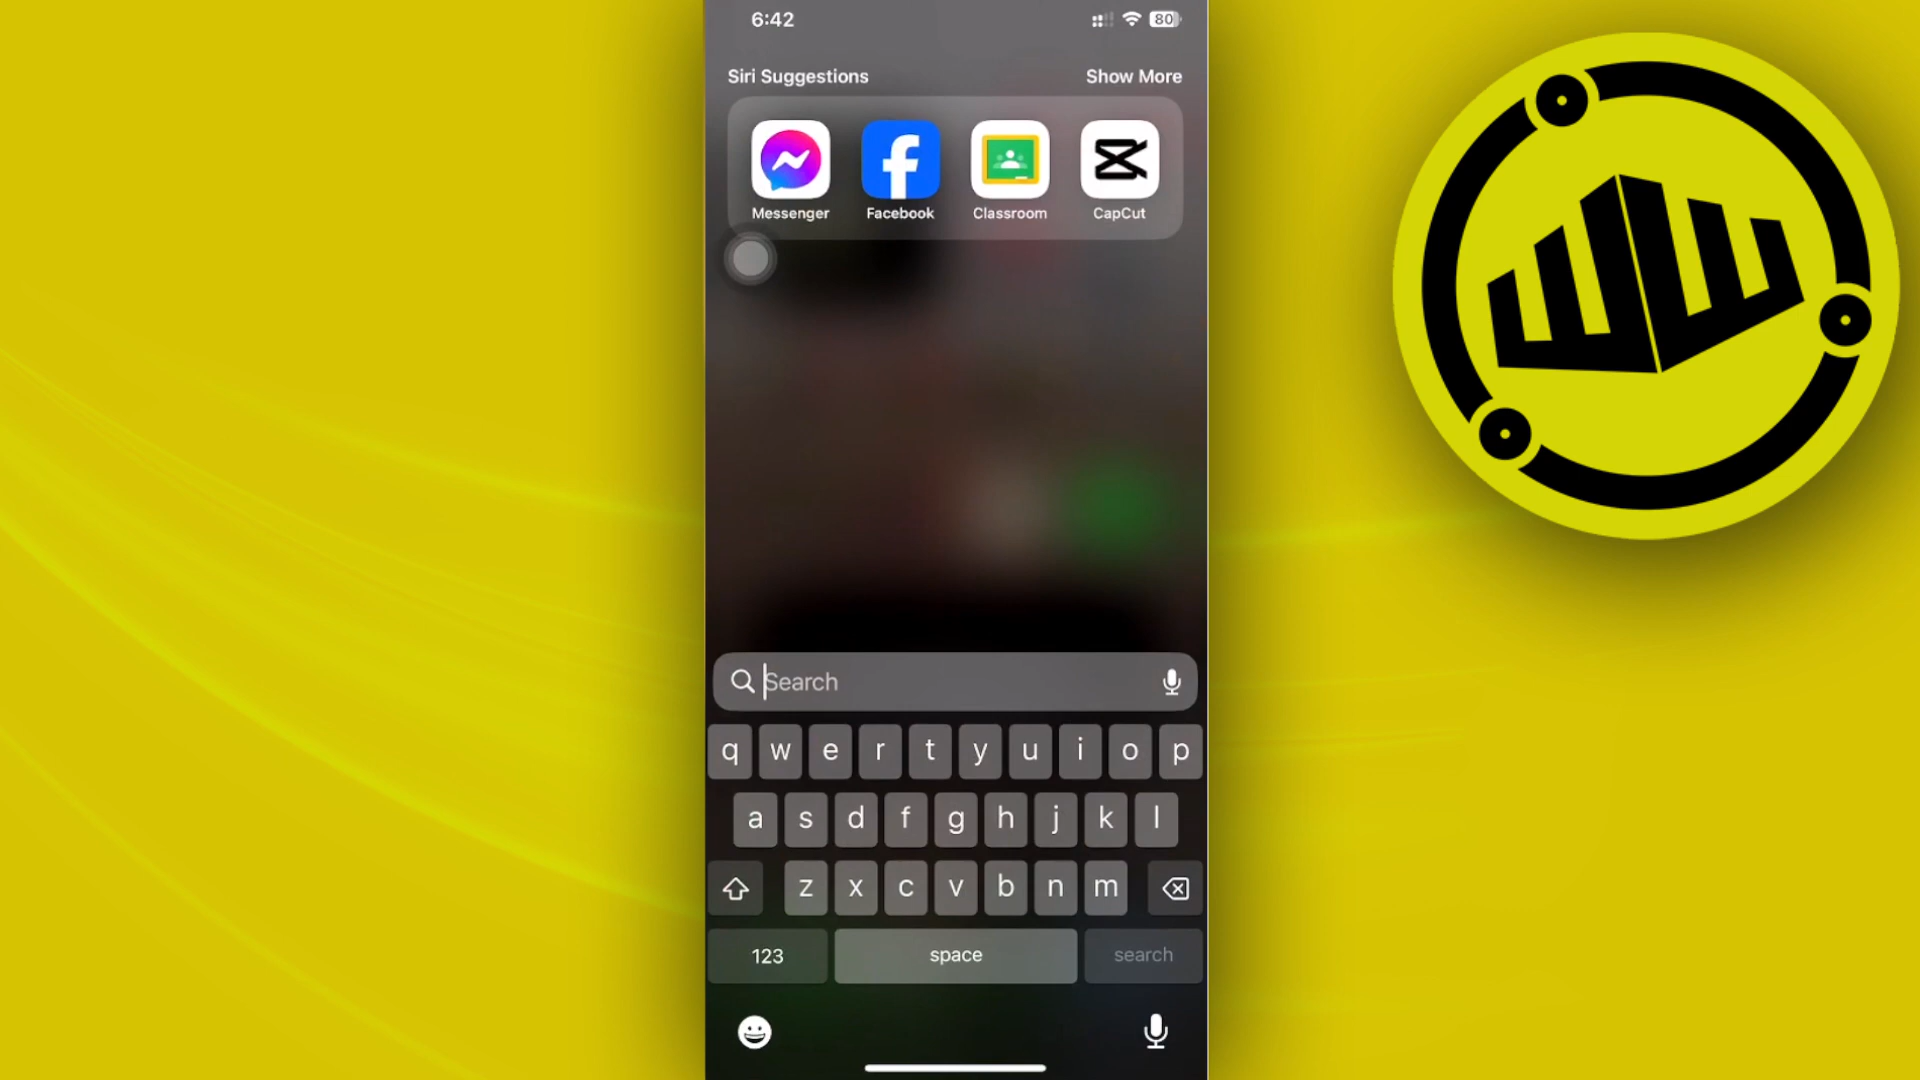 6:42
80
Siri Suggestions
Show More
Messenger
Facebook
Classroom
CapCut
Search
q w e r t y u i o p
a s d f g h j k l
z x c v b n m
123
space
search